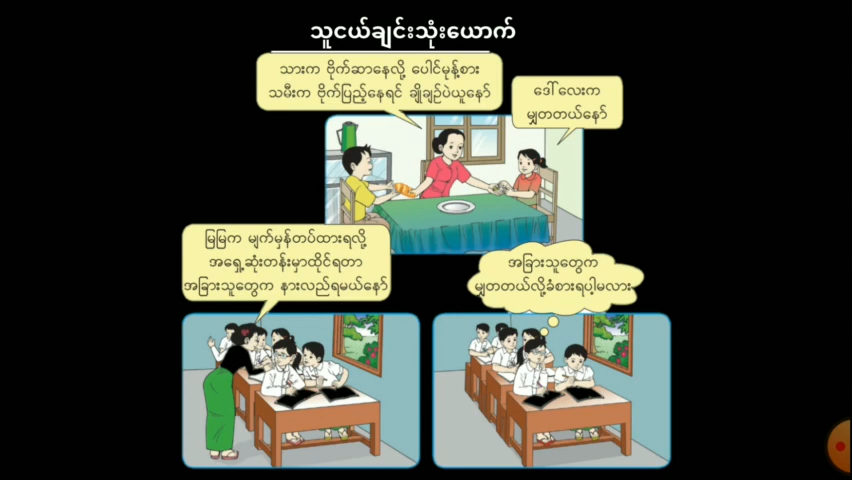 သူငယ်ချင်းသုံးယောက်
သားက ဗိုက်ဆာနေလို့ ပေါင်မုန့်စား
သမီးက ဗိုက်ပြည့်နေရင် ချိုချဉ်ပဲယူနော်
ဒေါ်လေးက
မျှတတယ်နော်
မြမြက မျက်မှန်တပ်ထားရလို့
အရှေ့ဆုံးတန်းမှာထိုင်ရတာ
အခြားသူတွေက နားလည်ရမယ်နော်
အခြားသူတွေက
မျှတတယ်လို့ခံစားရပါ့မလား